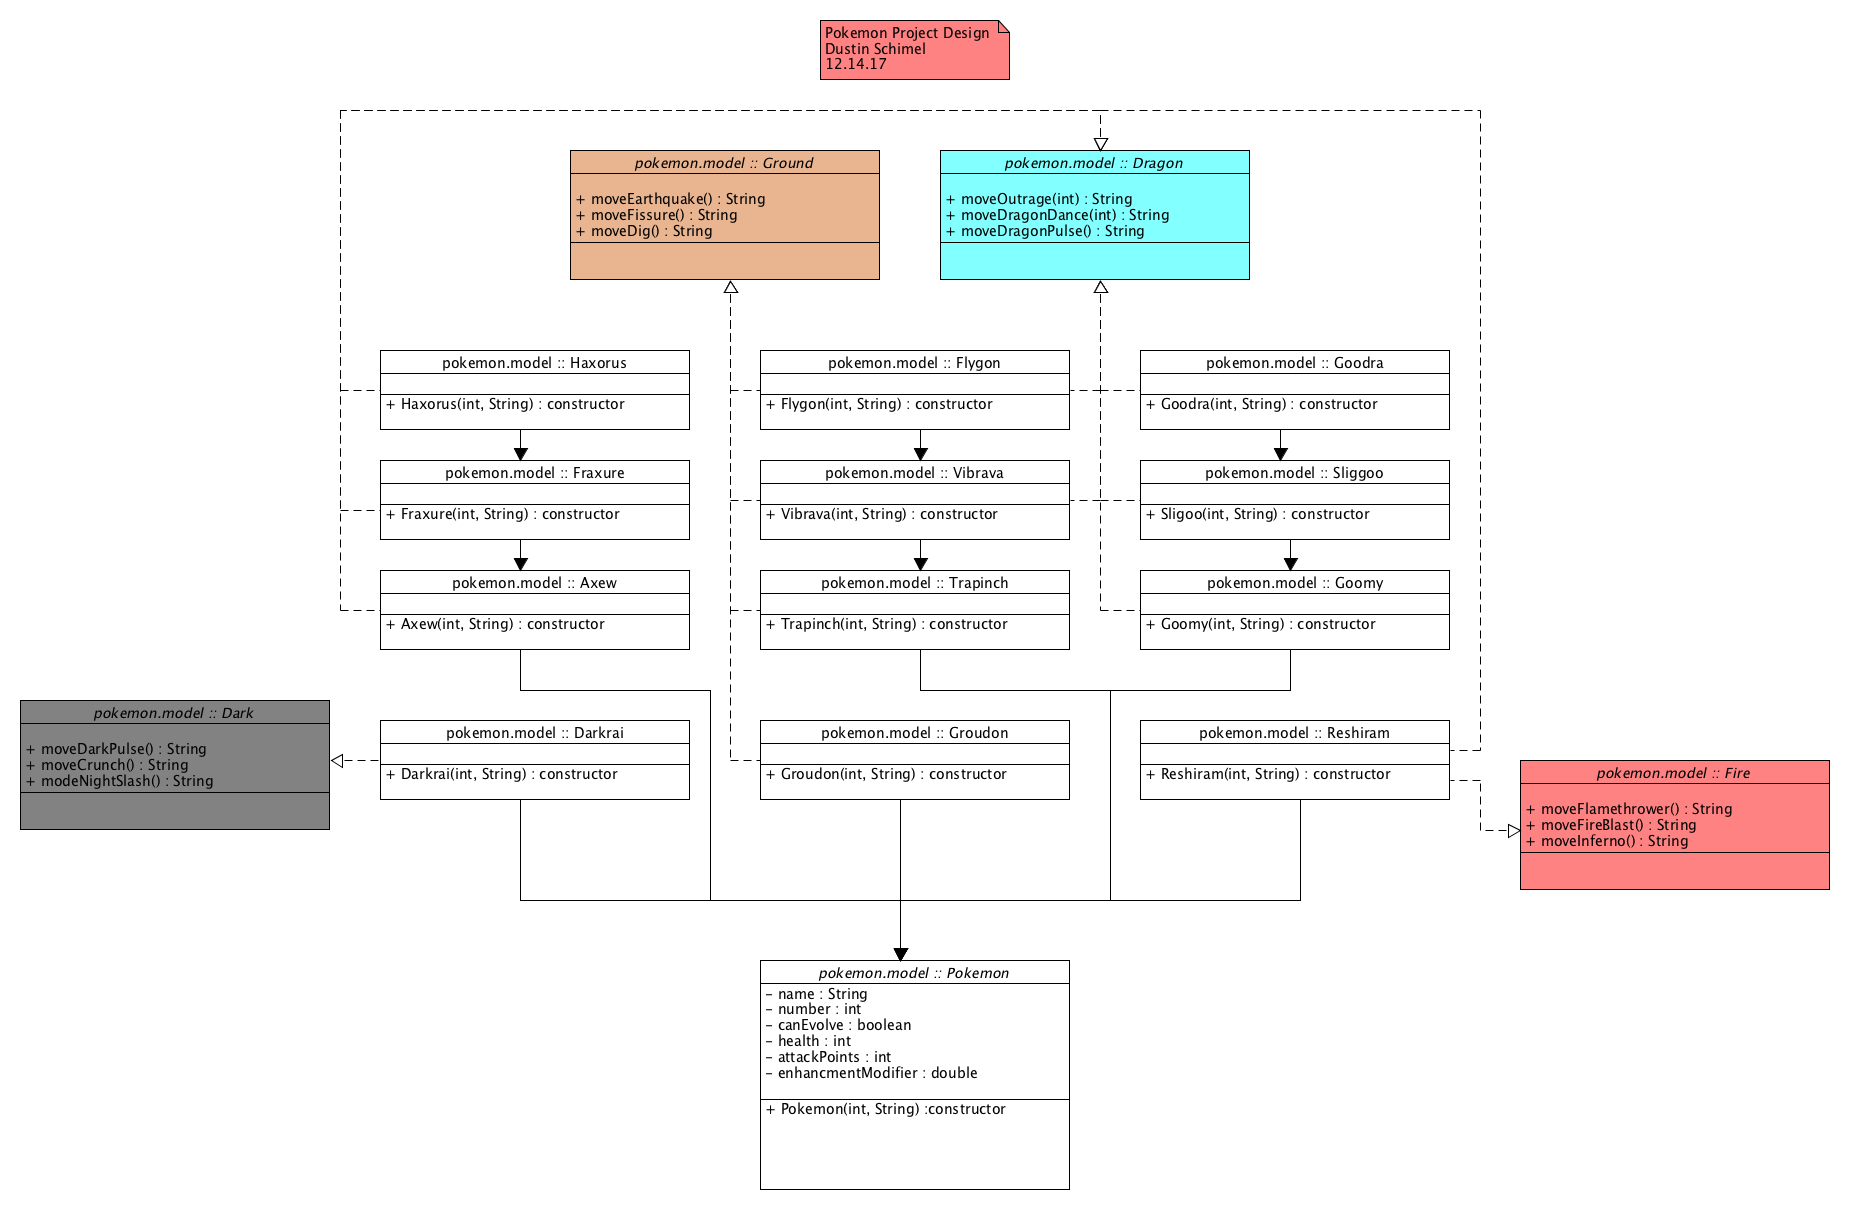 Pokemon Project Design
Dustin Schimel
12.14.17
pokemon.model :: Ground
+ moveEarthquake() : String
+ moveFissure() : String
+ moveDig() : String
pokemon.model :: Dragon
+ moveOutrage(int) : String
+ moveDragonDance(int) : String
+ moveDragonPulse() : String
pokemon.model :: Haxorus
+ Haxorus(int, String) : constructor
pokemon.model :: Flygon
+ Flygon(int, String) : constructor
pokemon.model :: Goodra
+ Goodra(int, String) : constructor
pokemon.model :: Fraxure
+ Fraxure(int, String) : constructor
pokemon.model :: Vibrava
+ Vibrava(int, String) : constructor
pokemon.model :: Sliggoo
+ Sligoo(int, String) : constructor
pokemon.model :: Axew
+ Axew(int, String) : constructor
pokemon.model :: Trapinch
+ Trapinch(int, String) : constructor
pokemon.model :: Goomy
+ Goomy(int, String) : constructor
pokemon.model :: Dark
+ moveDarkPulse() : String
+ moveCrunch() : String
+ modeNightSlash() : String
pokemon.model :: Darkrai
+ Darkrai(int, String) : constructor
pokemon.model :: Groudon
+ Groudon(int, String) : constructor
pokemon.model :: Reshiram
+ Reshiram(int, String) : constructor
pokemon.model :: Fire
+ moveFlamethrower() : String
+ moveFireBlast() : String
+ moveInferno() : String
pokemon.model :: Pokemon
– name : String
– number : int
– canEvolve : boolean
– health : int
– attackPoints : int
– enhancmentModifier : double
+ Pokemon(int, String) :constructor